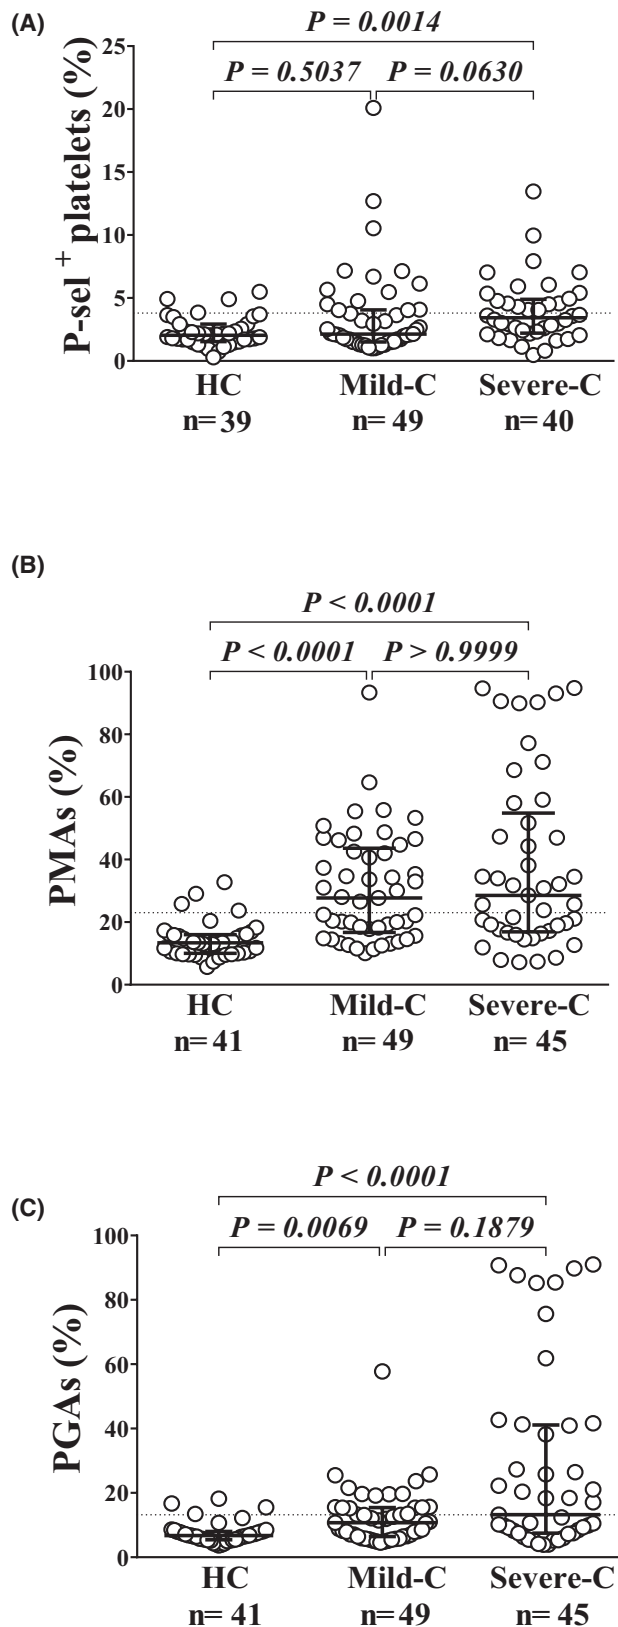 (A)
P = 0.0014
P = 0.5037 P = 0.0630
P-sel + platelets (%)
25
20
15
10
5
0
HC Mild-C Severe-C
n=39 n=49 n=40
(B)
P < 0.0001
P < 0.0001 P > 0.9999
PMAs (%)
100
80
60
40
20
0
HC Mild-C Severe-C
n=41 n=49 n=45
(C)
P < 0.0001
P = 0.0069 P = 0.1879
PGAs (%)
100
80
60
40
20
0
HC Mild-C Severe-C
n= 41 n=49 n=45